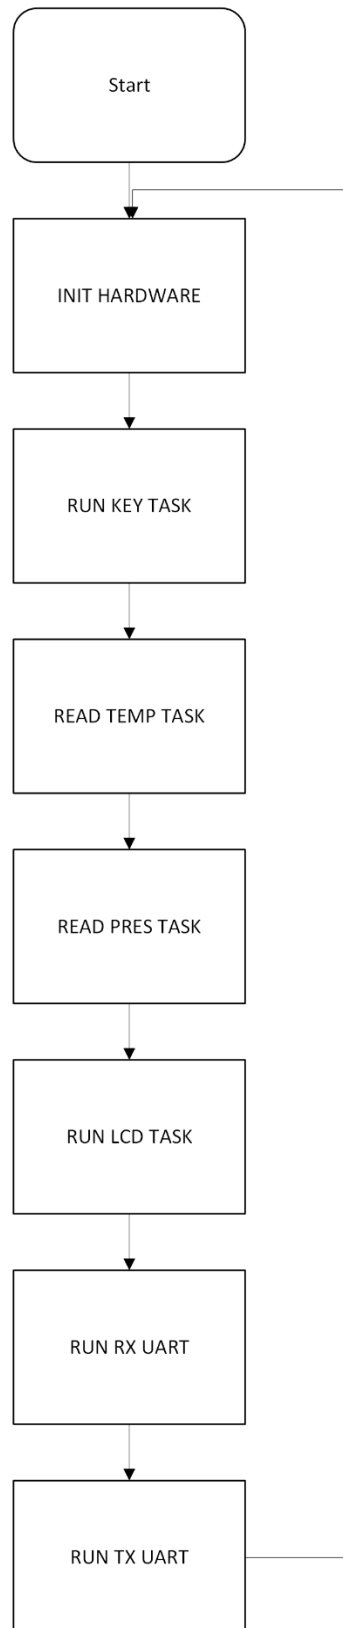 Start
INIT HARDWARE
RUN KEY TASK
READ TEMP TASK
READ PRES TASK
RUN LCD TASK
RUN RX UART
RUN TX UART